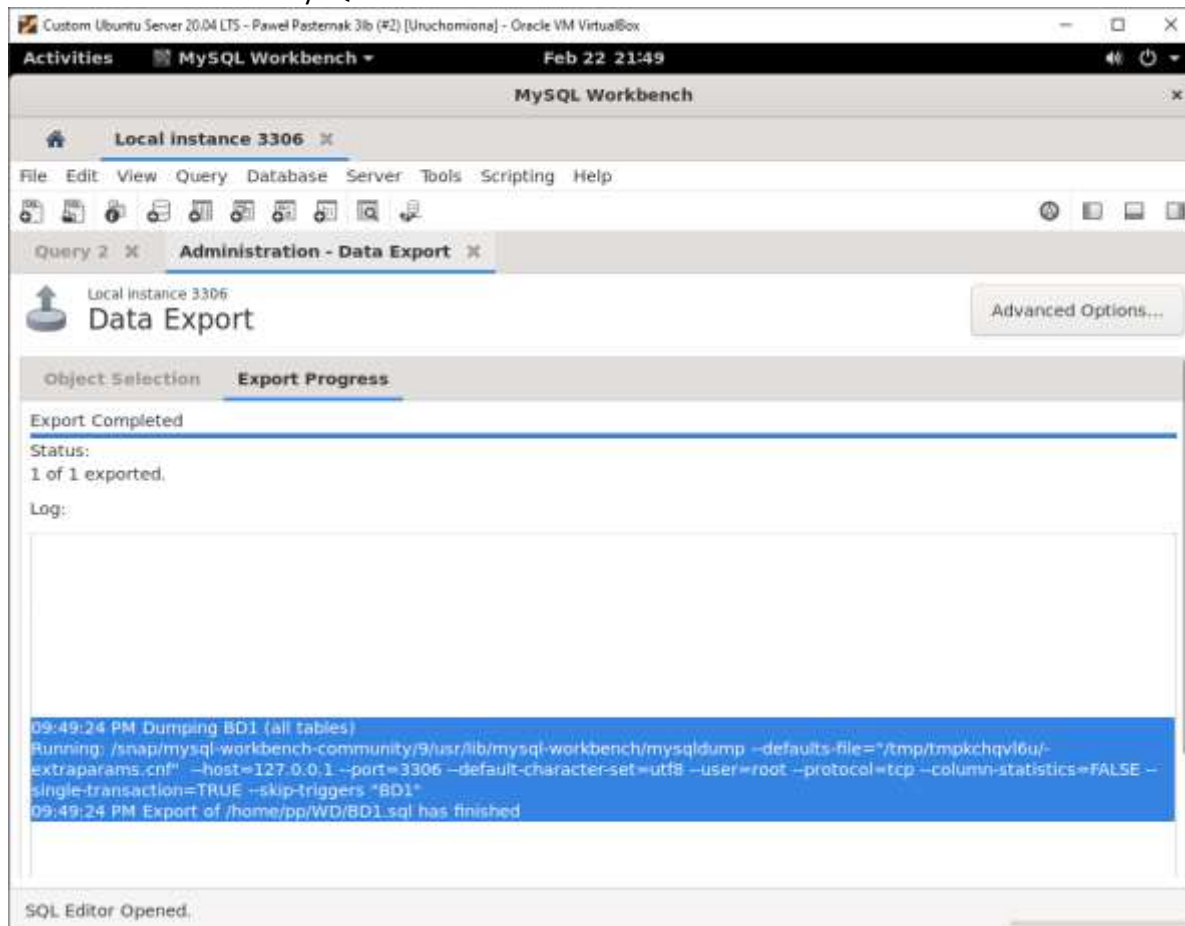 Custom Ubuntu Server 20.04 LTS - Paweł Pasternak 3Ib (#2) [Uruchomiona] - Oracle VM VirtualBox
Activities MySQL Workbench Feb 22 21:49
MySQL Workbench
Local instance 3306
File Edit View Query Database Server Tools Scripting Help
Query 2 Administration - Data Export
Local instance 3306
Data Export
Advanced Options...
Object Selection Export Progress
Export Completed
Status:
1 of 1 exported.
Log:
09:49:24 PM Dumping BD1 (all tables)
Running: /snap/mysql-workbench-community/9/usr/lib/mysql-workbench/mysqldump --defaults-file="/tmp/tmpkchqvl6u/-
extraparams.cnf" --host=127.0.0.1 --port=3306 --default-character-set=utf8 --user=root --protocol=tcp --column-statistics=FALSE --
single-transaction=TRUE --skip-triggers "BD1"
09:49:24 PM Export of /home/pp/WD/BD1.sql has finished
SQL Editor Opened.